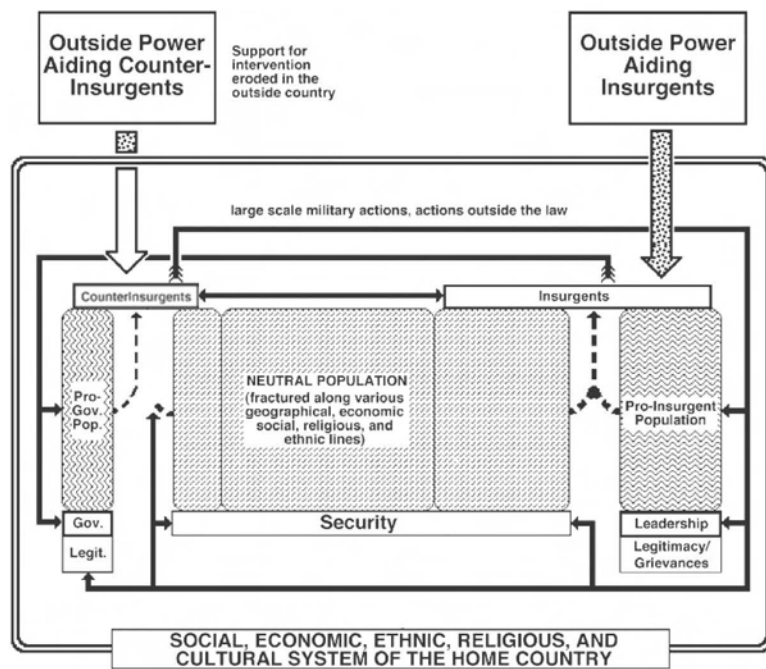 Outside Power
Aiding Counter-
Insurgents
Support for
intervention
eroded in the
outside country
Outside Power
Aiding
Insurgents
large scale military actions, actions outside the law
CounterInsurgents
Insurgents
Pro-
Gov.
Pop.
NEUTRAL POPULATION
(fractured along various
geographical, economic
social, religious, and
ethnic lines)
Pro-Insurgent
Population
Gov.
Legit.
Security
Leadership
Legitimacy/
Grievances
SOCIAL, ECONOMIC, ETHNIC, RELIGIOUS, AND
CULTURAL SYSTEM OF THE HOME COUNTRY